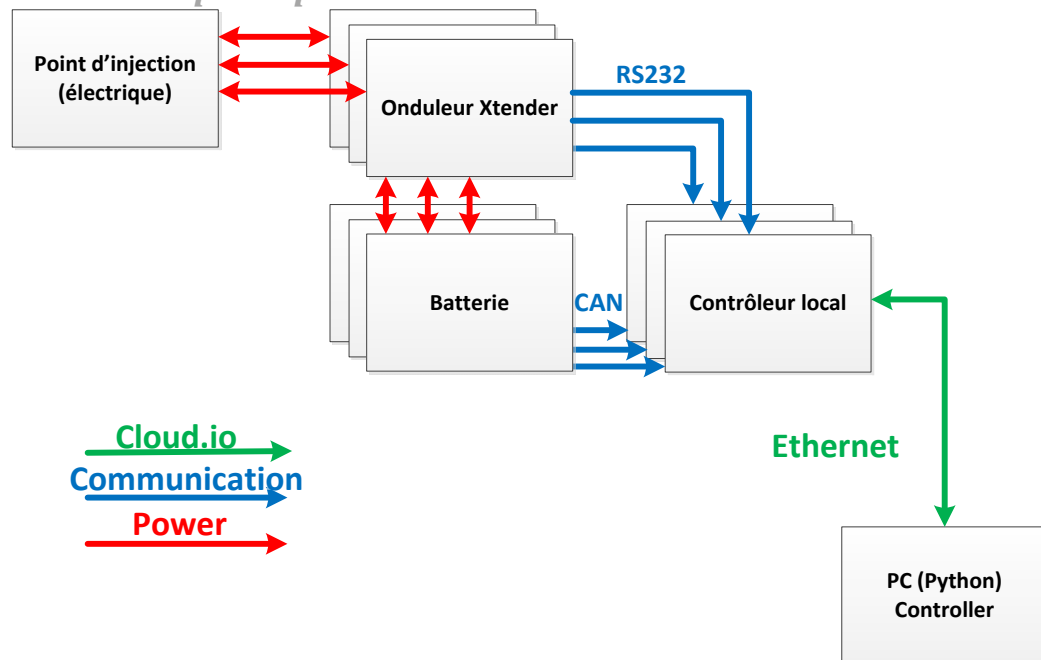 Point d'injection
(électrique)
Onduleur Xtender
RS232
Batterie
CAN
Contrôleur local
Cloud.io
Communication
Power
Ethernet
PC (Python)
Controller